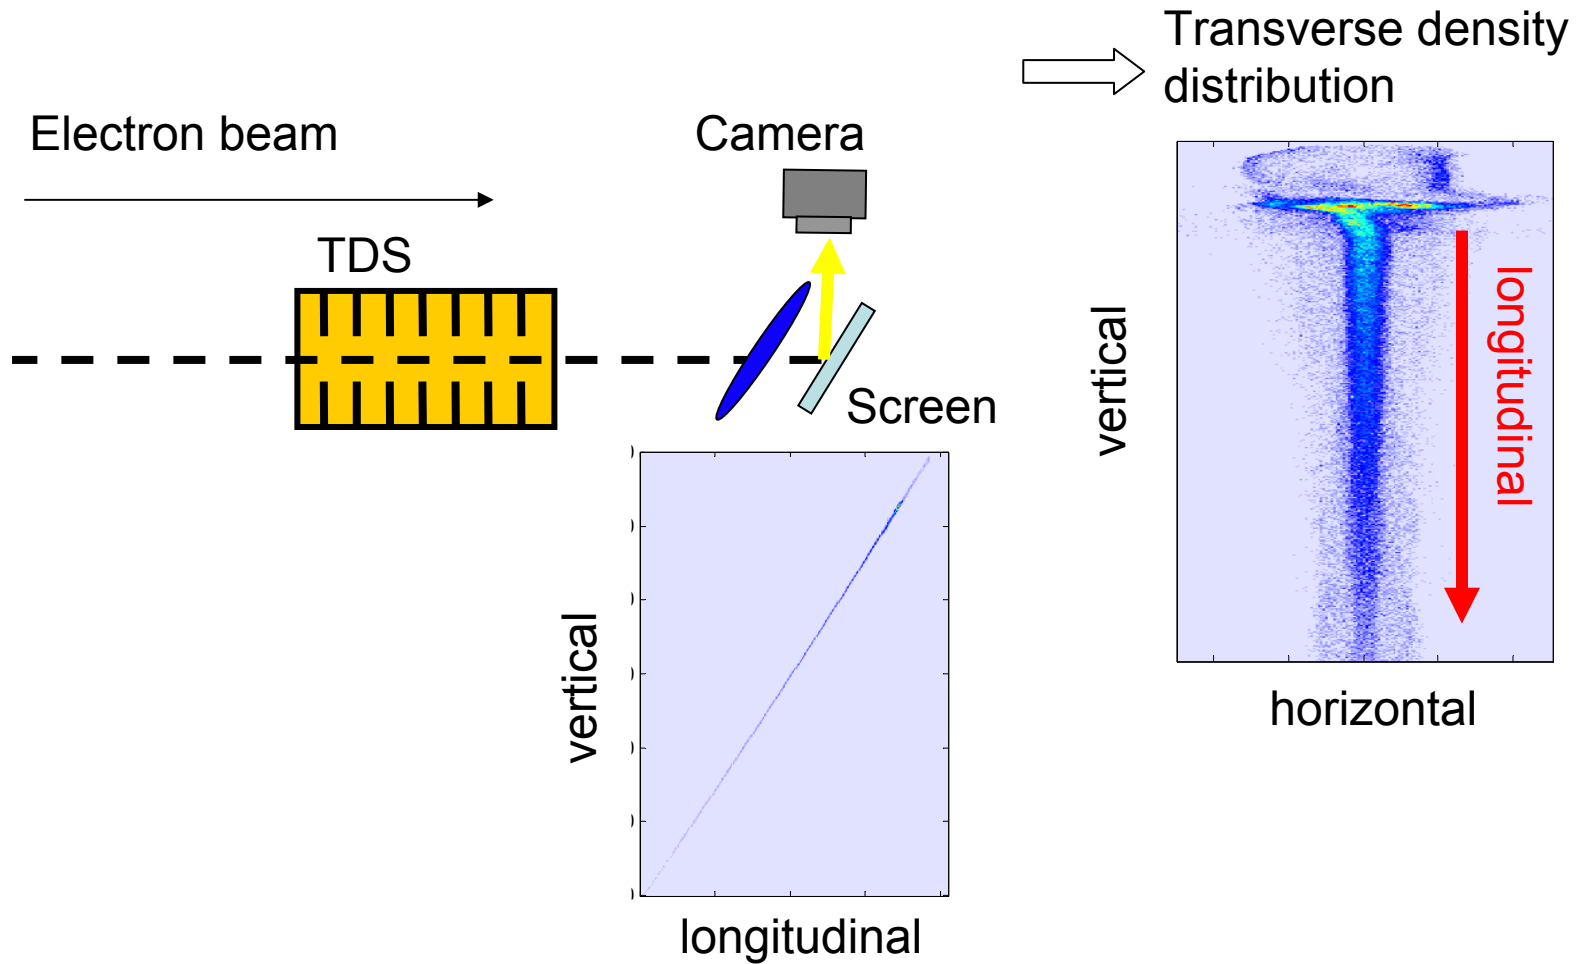 Transverse density
distribution
Electron beam
Camera
TDS
Screen
vertical
longitudinal
vertical
longitudinal
horizontal